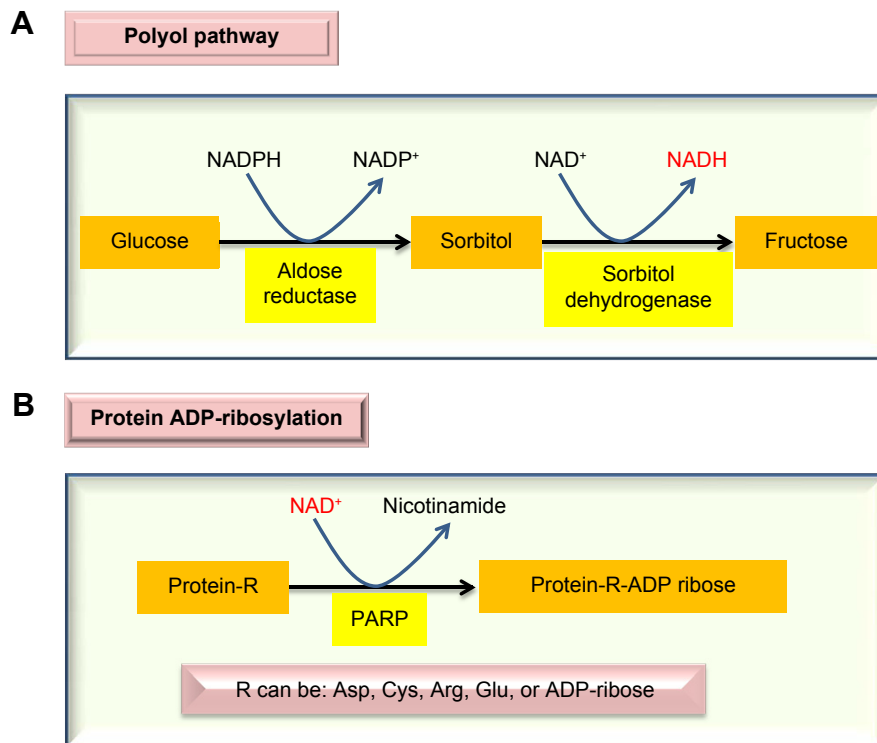 A
Polyol pathway
NADPH
NADP⁺
NAD⁺
NADH
Glucose
Sorbitol
Fructose
Aldose
reductase
Sorbitol
dehydrogenase
B
Protein ADP-ribosylation
NAD⁺
Nicotinamide
Protein-R
Protein-R-ADP ribose
PARP
R can be: Asp, Cys, Arg, Glu, or ADP-ribose